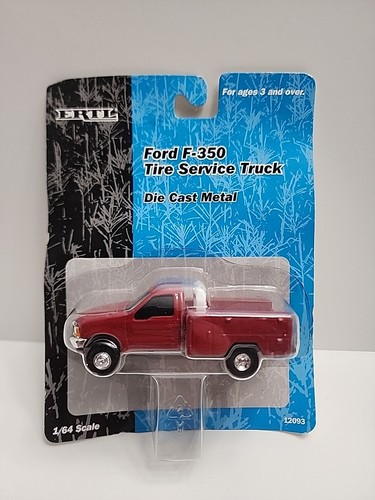 For ages 3 and over.
ERTL
Ford F-350
Tire Service Truck
Die Cast Metal
1/64 Scale
12093